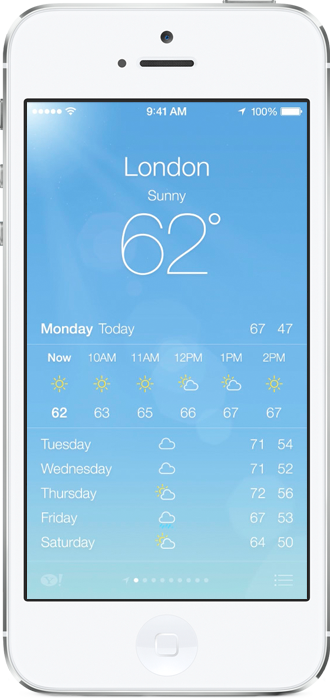 9:41 AM 100%
London
Sunny
62°
Monday Today 67 47
Now 10AM 11AM 12PM 1PM 2PM
62 63 65 66 67 67
Tuesday 71 54
Wednesday 71 52
Thursday 72 56
Friday 67 53
Saturday 64 50
Y!